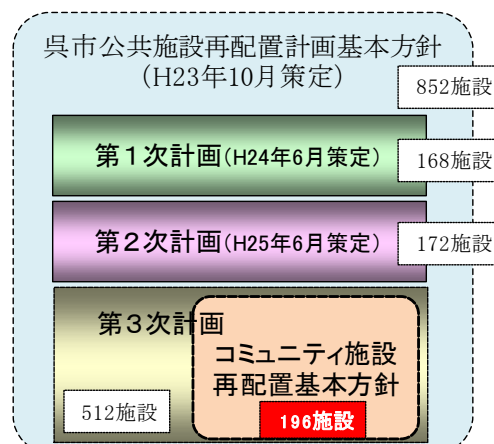 呉市公共施設再配置計画基本方針
(H23年10月策定)
852施設
第1次計画(H24年6月策定)
168施設
第2次計画(H25年6月策定)
172施設
第3次計画
コミュニティ施設
再配置基本方針
512施設
196施設